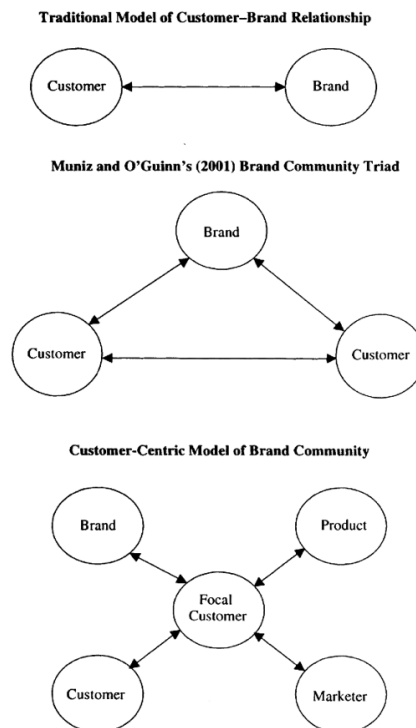 Traditional Model of Customer–Brand Relationship
Customer
Brand
Muniz and O'Guinn's (2001) Brand Community Triad
Brand
Customer
Customer
Customer-Centric Model of Brand Community
Brand
Product
Focal
Customer
Customer
Marketer